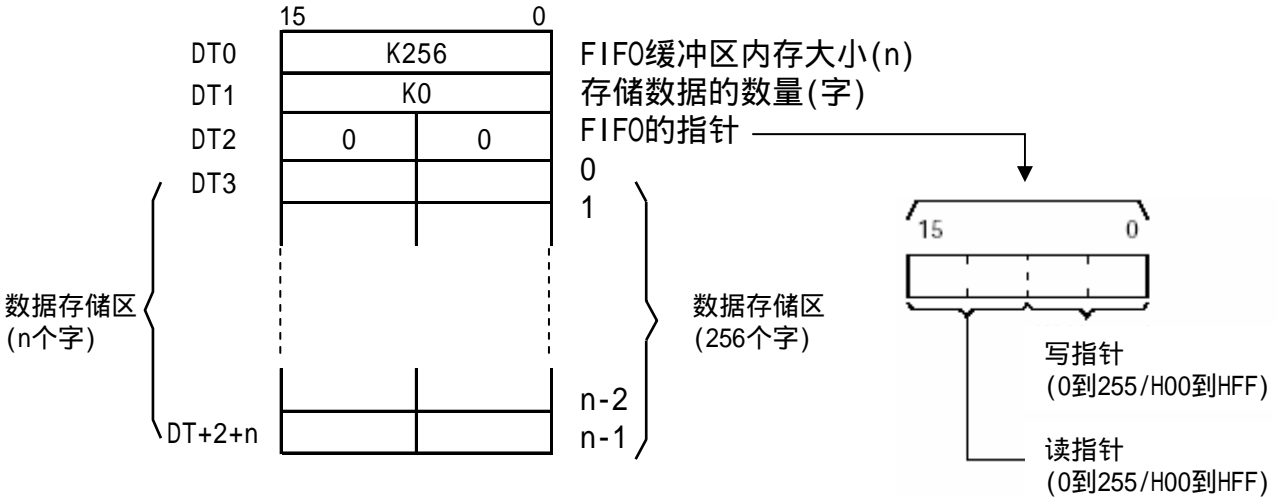 15 0
DT0 K256 FIFO缓冲区内存大小(n)
DT1 K0 存储数据的数量(字)
DT2 0 0 FIFO的指针
DT3 0
1
15 0
数据存储区
(n个字)
数据存储区
(256个字)
写指针
(0到255/H00到HFF)
n-2
DT+2+n n-1
读指针
(0到255/H00到HFF)